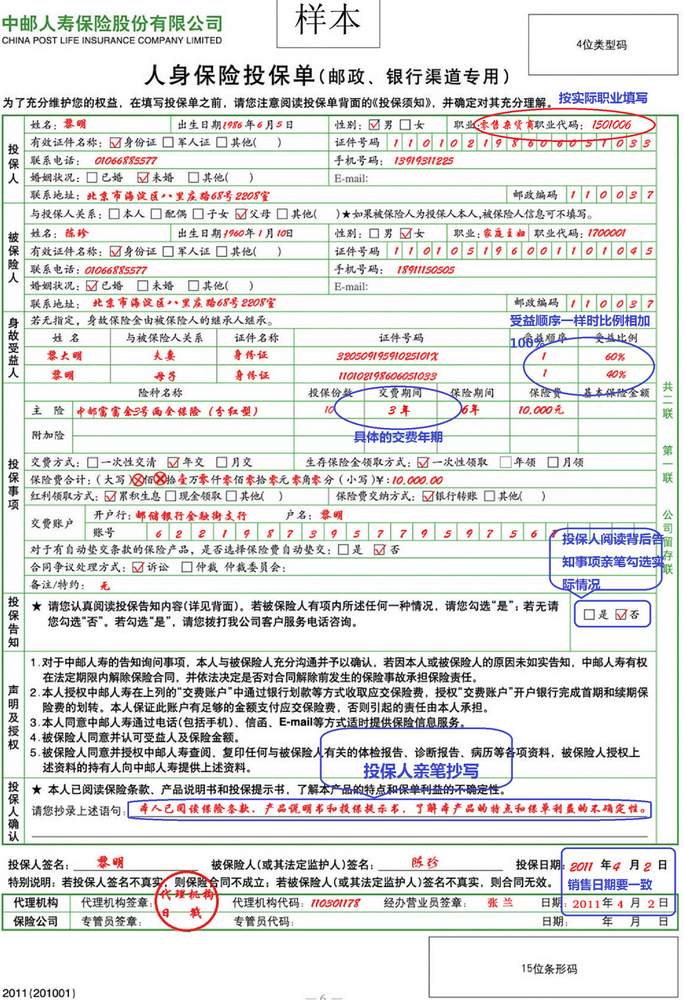 中邮人寿保险股份有限公司
CHINA POST LIFE INSURANCE COMPANY LIMITED
样本
4位类型码
人身保险投保单(邮政、银行渠道专用)
为了充分维护您的权益，在填写投保单之前，请您注意阅读投保单背面的《投保须知》，并确定对其充分理解。
按实际职业填写
投保人
姓名：黎明 出生日期1986年6月5日 性别：☑男 □女 职业：零售杂货商 职业代码：1501006
有效证件名称：☑身份证 □军人证 □其他( ) 证件号码 110102198606051033
联系电话： 01066885577 手机号码： 13919311225
婚姻状况：□已婚 ☑未婚 □其他( ) E-mail:
联系地址：北京市海淀区八里庄路68号2208室 邮政编码 110037
被保险人
与投保人关系：□本人 □配偶 □子女 ☑父母 □其他( )★如果被保险人为投保人本人,被保险人信息可不填写。
姓名：陈珍 出生日期1960年1月10日 性别：□男 ☑女 职业：家庭主妇 职业代码：1700001
有效证件名称：☑身份证 □军人证 □其他( ) 证件号码 110105196001101045
联系电话：01066885577 手机号码： 18911150505
婚姻状况：☑已婚 □未婚 □其他( ) E-mail:
联系地址： 北京市海淀区八里庄路68号2208室 邮政编码 110037
身故受益人
若无指定，身故保险金由被保险人的继承人继承。
受益顺序一样时比例相加100%
姓 名 与被保险人关系 证件名称 证件号码 受益顺序 受益比例
黎大明 夫妻 身份证 32050919591025101X 1 60%
黎明 母子 身份证 110102198606051033 1 40%
投保事项
险种名称 投保份数 交费期间 保险期间 保险费 基本保险金额
主 险 中邮富富余3号两全保险（分红型） 10 3年 6年 10,000元
附加险
具体的交费年期
交费方式：□一次性交清 ☑年交 □月交 生存保险金领取方式：☑一次性领取 □年领 □月领
保险费合计：(大写) 佰 拾壹万零仟零佰零拾零元零角零分 (小写)¥：10,000.00
红利领取方式：☑累积生息 □现金领取 □其他( ) 保险费交纳方式：☑银行转账 □其他( )
交费账户
开户行：邮储银行金融街支行 户名：黎明
账号
对于有自动垫交条款的保险产品，是否选择保险费自动垫交：□是 ☑否
合同争议处理方式：☑诉讼 □仲裁 仲裁委员会：
备注/特约： 无
投保人阅读背后告知事项亲笔勾选实际情况
共二联 第一联 公司留存联
投保告知
★ 请您认真阅读投保告知内容(详见背面)。若被保险人有项内所述任何一种情况，请您勾选“是”；若无请
您勾选“否”。若勾选“是”，请您拨打我公司客户服务电话咨询。
□是 ☑否
声明及授权
1.对于中邮人寿的告知询问事项，本人与被保险人充分沟通并予以确认，若因本人或被保险人的原因未如实告知，中邮人寿有权
在法定期限内解除保险合同，并依法决定是否对合同解除前发生的保险事故承担保险责任。
2.本人授权中邮人寿在上列的“交费账户”中通过银行划款等方式收取应交保险费，授权“交费账户”开户银行完成首期和续期保
险费的划转。本人保证此账户有足够的金额支付应交保险费，否则引起的责任由本人承担。
3.本人同意中邮人寿通过电话(包括手机)、信函、E-mail等方式适时提供保险信息服务。
4.被保险人同意并认可受益人及保险金额。
5.被保险人同意并授权中邮人寿查阅、复印任何与被保险人有关的体检报告、诊断报告、病历等各项资料，被保险人授权上
述资料的持有人向中邮人寿提供上述资料。
投保人亲笔抄写
投保人确认
★ 本人已阅读保险条款、产品说明书和投保提示书，了解本产品的特点和保单利益的不确定性。
请您抄录上述语句： 本人已阅读保险条款，产品说明书和投保提示书，了解本产品的特点和保单利益的不确定性。
投保人签名： 黎明 被保险人(或其法定监护人)签名： 陈珍 投保日期：2011 年 4 月 2 日
特别说明：若投保人签名不真实，则保险合同不成立；若被保险人(或其法定监护人)签名不真实，则合同无效。
销售日期要一致
代理机构 代理机构签章： 代理机构日戳 代理机构代码：110301178 经办营业员签章： 张兰 日期：2011年 4 月 2 日
保险公司 专管员签章： 专管员代码： 日期： 年 月 日
15位条形码
2011(201001)
— 6 —